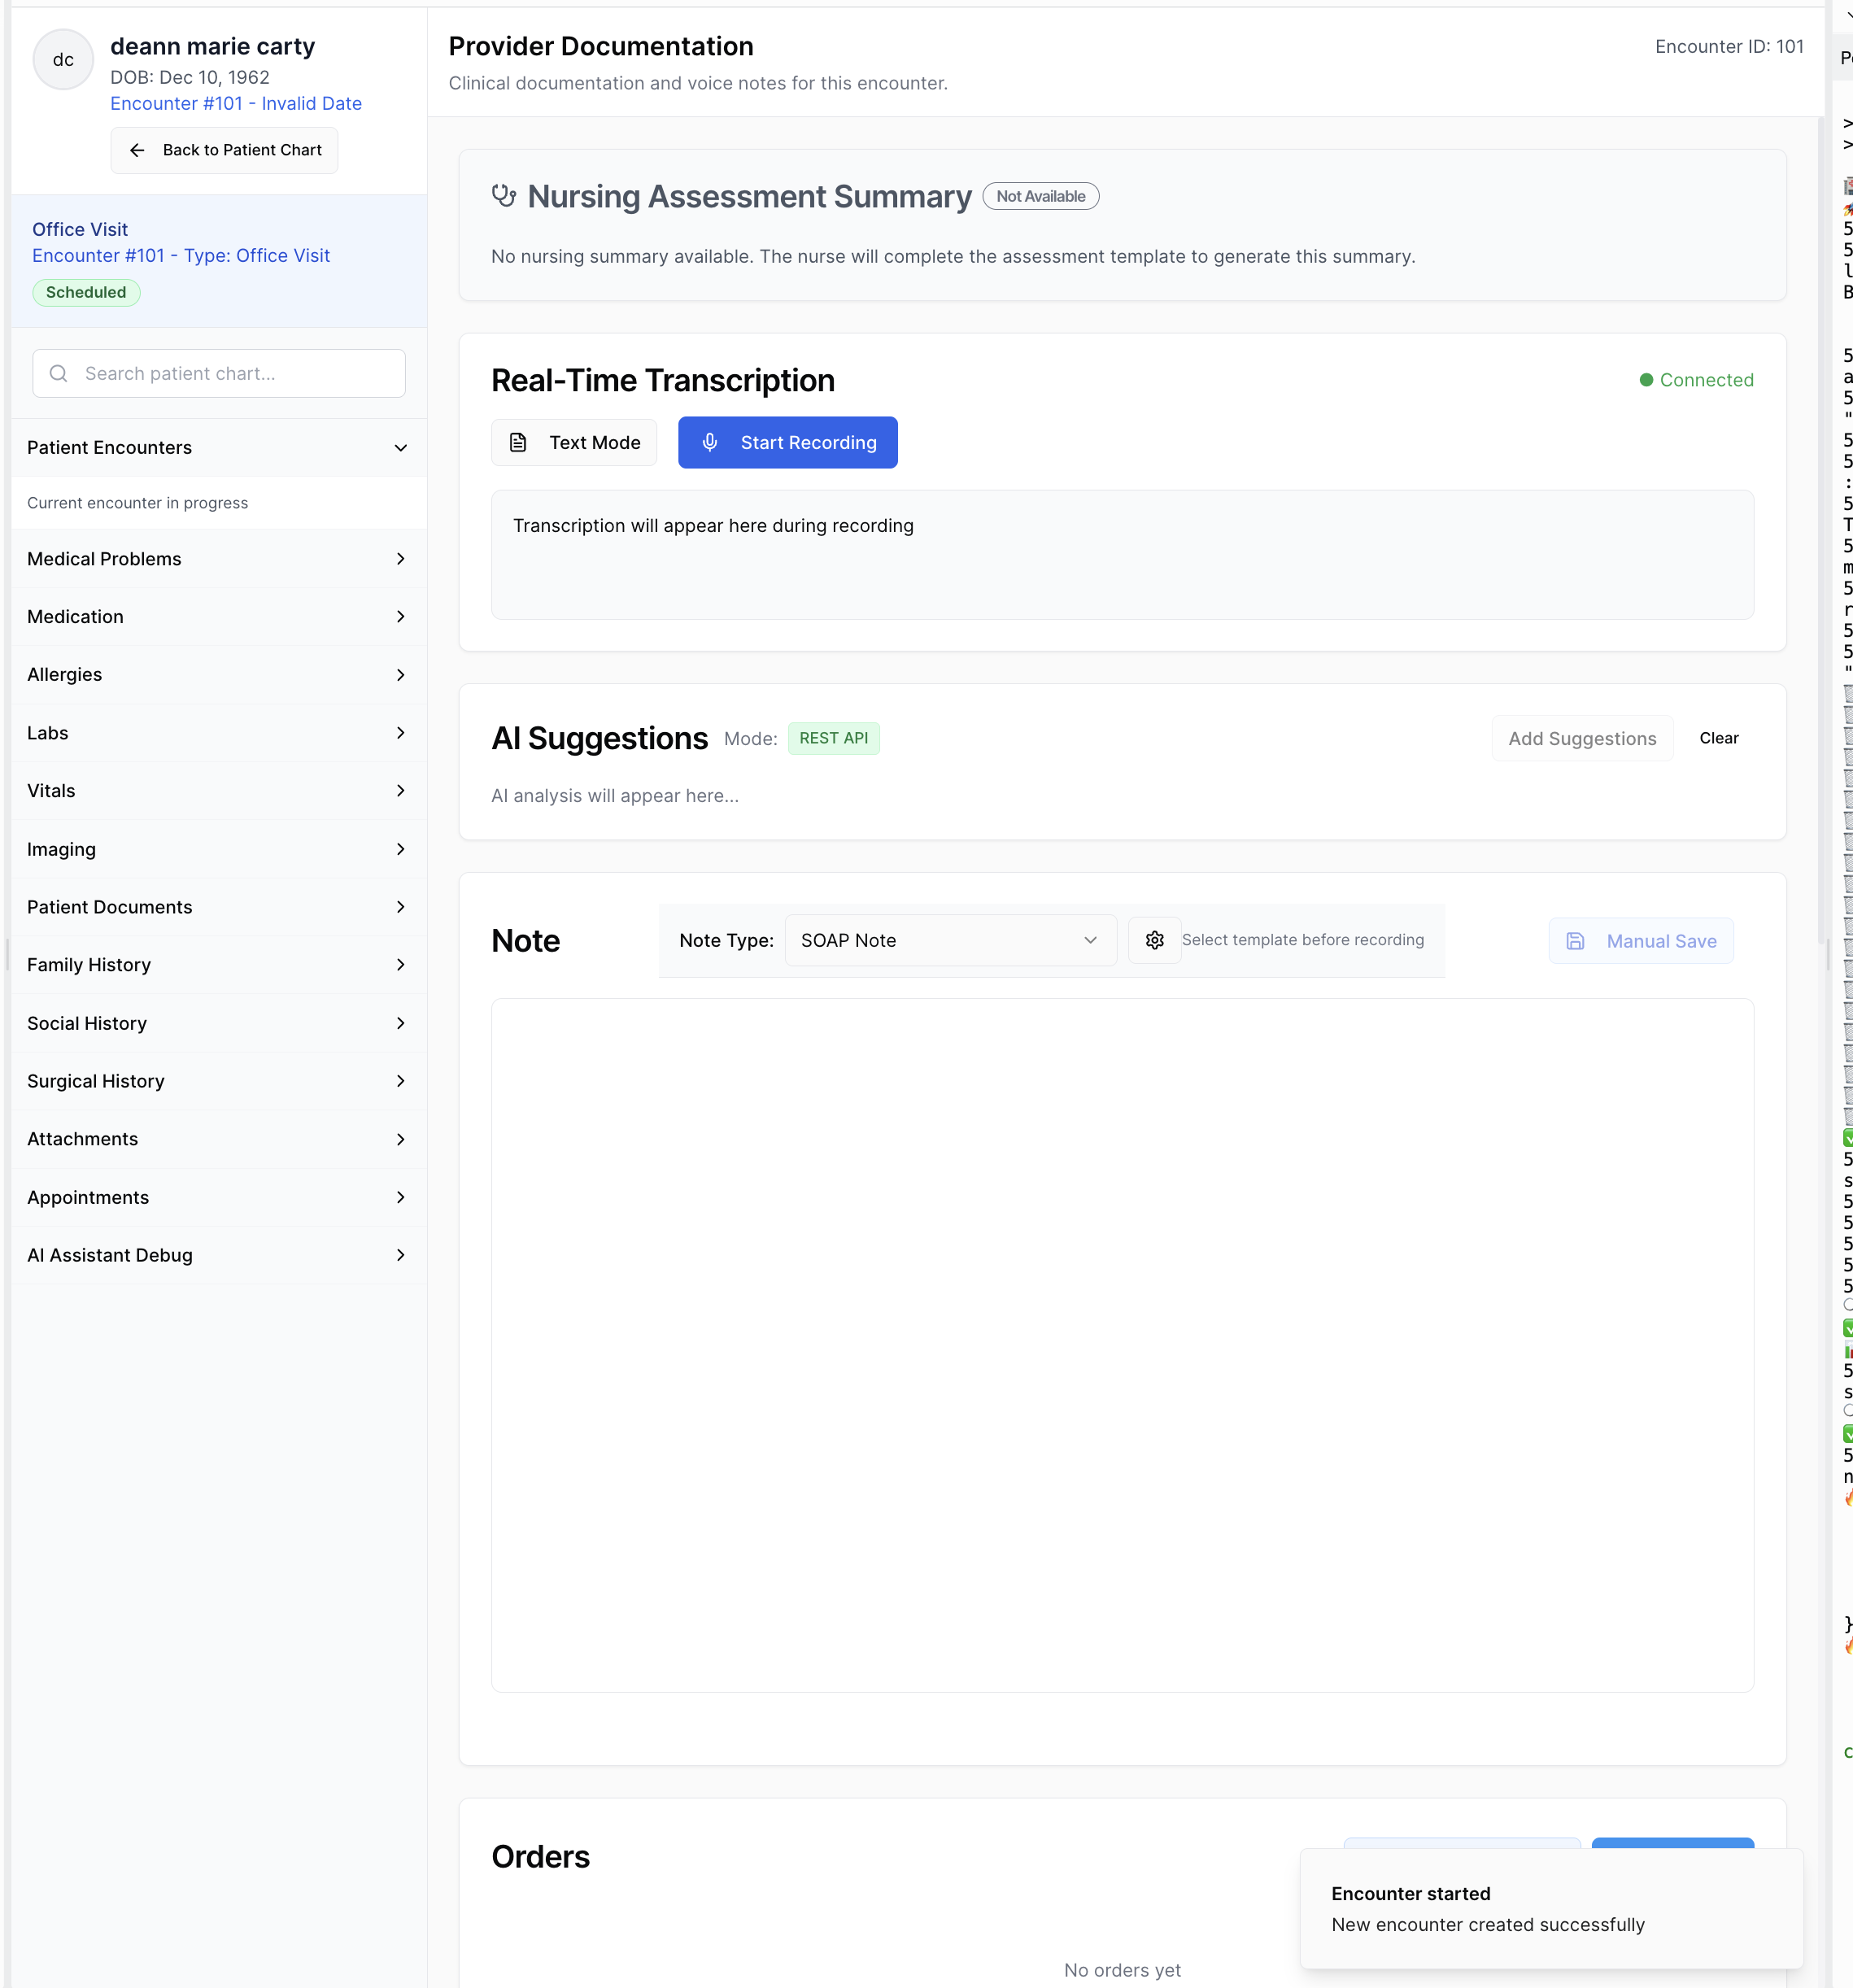 dc
deann marie carty
DOB: Dec 10, 1962
Encounter #101 - Invalid Date
Back to Patient Chart
Office Visit
Encounter #101 - Type: Office Visit
Scheduled
Search patient chart...
Patient Encounters
Current encounter in progress
Medical Problems
Medication
Allergies
Labs
Vitals
Imaging
Patient Documents
Family History
Social History
Surgical History
Attachments
Appointments
AI Assistant Debug
Provider Documentation
Encounter ID: 101
Clinical documentation and voice notes for this encounter.
Nursing Assessment Summary Not Available
No nursing summary available. The nurse will complete the assessment template to generate this summary.
Real-Time Transcription
Connected
Text Mode
Start Recording
Transcription will appear here during recording
AI Suggestions Mode: REST API
Add Suggestions
Clear
AI analysis will appear here...
Note
Note Type: SOAP Note
Select template before recording
Manual Save
Orders
No orders yet
Encounter started
New encounter created successfully